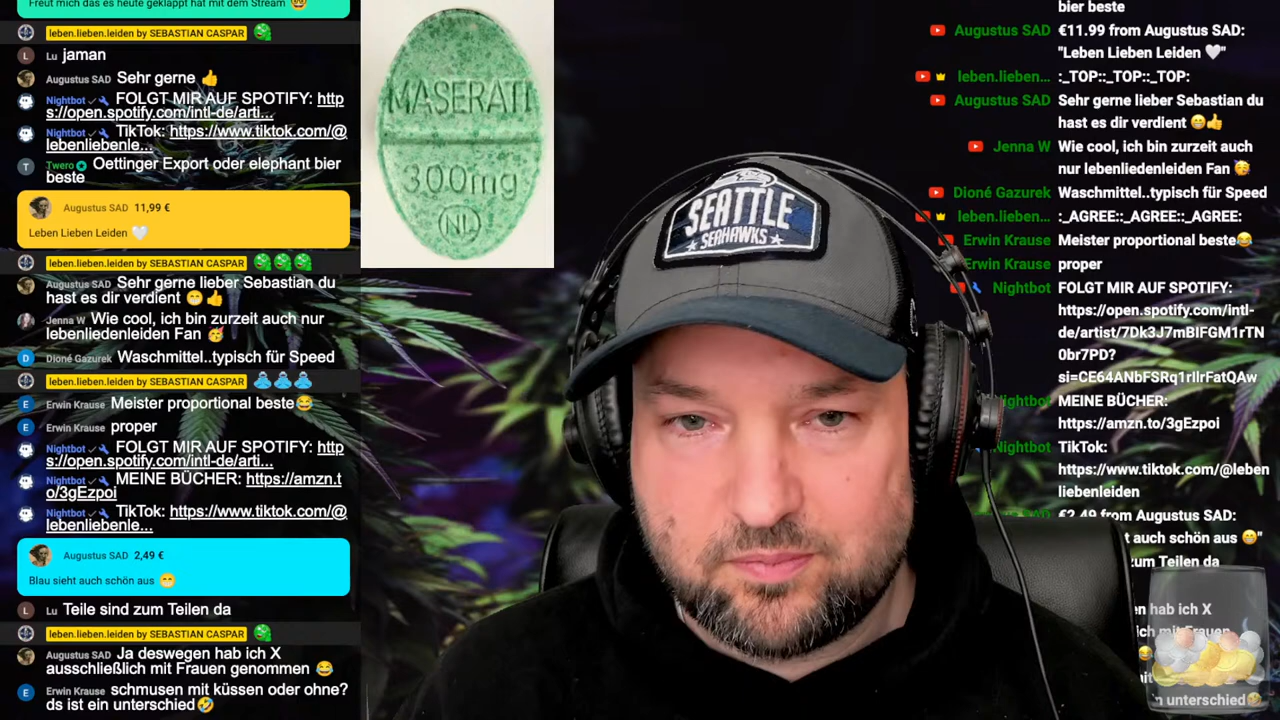 Freut mich das es heute geklappt hat mit dem Stream
leben.lieben.leiden by SEBASTIAN CASPAR
L Lu jaman
Augustus SAD Sehr gerne 👍
Nightbot FOLGT MIR AUF SPOTIFY: http
s://open.spotify.com/intl-de/arti...
Nightbot TikTok: https://www.tiktok.com/@
lebenliebenle...
T Twero Oettinger Export oder elephant bier
beste
Augustus SAD 11,99 €
Leben Lieben Leiden 🤍
leben.lieben.leiden by SEBASTIAN CASPAR
Augustus SAD Sehr gerne lieber Sebastian du
hast es dir verdient 😁👍
Jenna W Wie cool, ich bin zurzeit auch nur
lebenliedenleiden Fan 🥳
D Dioné Gazurek Waschmittel..typisch für Speed
leben.lieben.leiden by SEBASTIAN CASPAR
E Erwin Krause Meister proportional beste😂
E Erwin Krause proper
Nightbot FOLGT MIR AUF SPOTIFY: http
s://open.spotify.com/intl-de/arti...
Nightbot MEINE BÜCHER: https://amzn.t
o/3gEzpoi
Nightbot TikTok: https://www.tiktok.com/@
lebenliebenle...
Augustus SAD 2,49 €
Blau sieht auch schön aus 😁
L Lu Teile sind zum Teilen da
leben.lieben.leiden by SEBASTIAN CASPAR
Augustus SAD Ja deswegen hab ich X
ausschließlich mit Frauen genommen 😂
E Erwin Krause schmusen mit küssen oder ohne?
ds ist ein unterschied🤣
MASERATI
300mg
NL
SEATTLE
SEAHAWKS
bier beste
Augustus SAD €11.99 from Augustus SAD:
"Leben Lieben Leiden 🤍"
leben.lieben... :_TOP::_TOP::_TOP:
Augustus SAD Sehr gerne lieber Sebastian du
hast es dir verdient 😁👍
Jenna W Wie cool, ich bin zurzeit auch
nur lebenliedenleiden Fan 🥳
Dioné Gazurek Waschmittel..typisch für Speed
leben.lieben... :_AGREE::_AGREE::_AGREE:
Erwin Krause Meister proportional beste😂
Erwin Krause proper
Nightbot FOLGT MIR AUF SPOTIFY:
https://open.spotify.com/intl-
de/artist/7Dk3J7mBIFGM1rTN
0br7PD?
si=CE64ANbFSRq1rIlrFatQAw
Nightbot MEINE BÜCHER:
https://amzn.to/3gEzpoi
Nightbot TikTok:
https://www.tiktok.com/@leben
liebenleiden
€2.49 from Augustus SAD:
t auch schön aus 😁"
zum Teilen da
en hab ich X
ich mit Frauen
n unterschied🤣